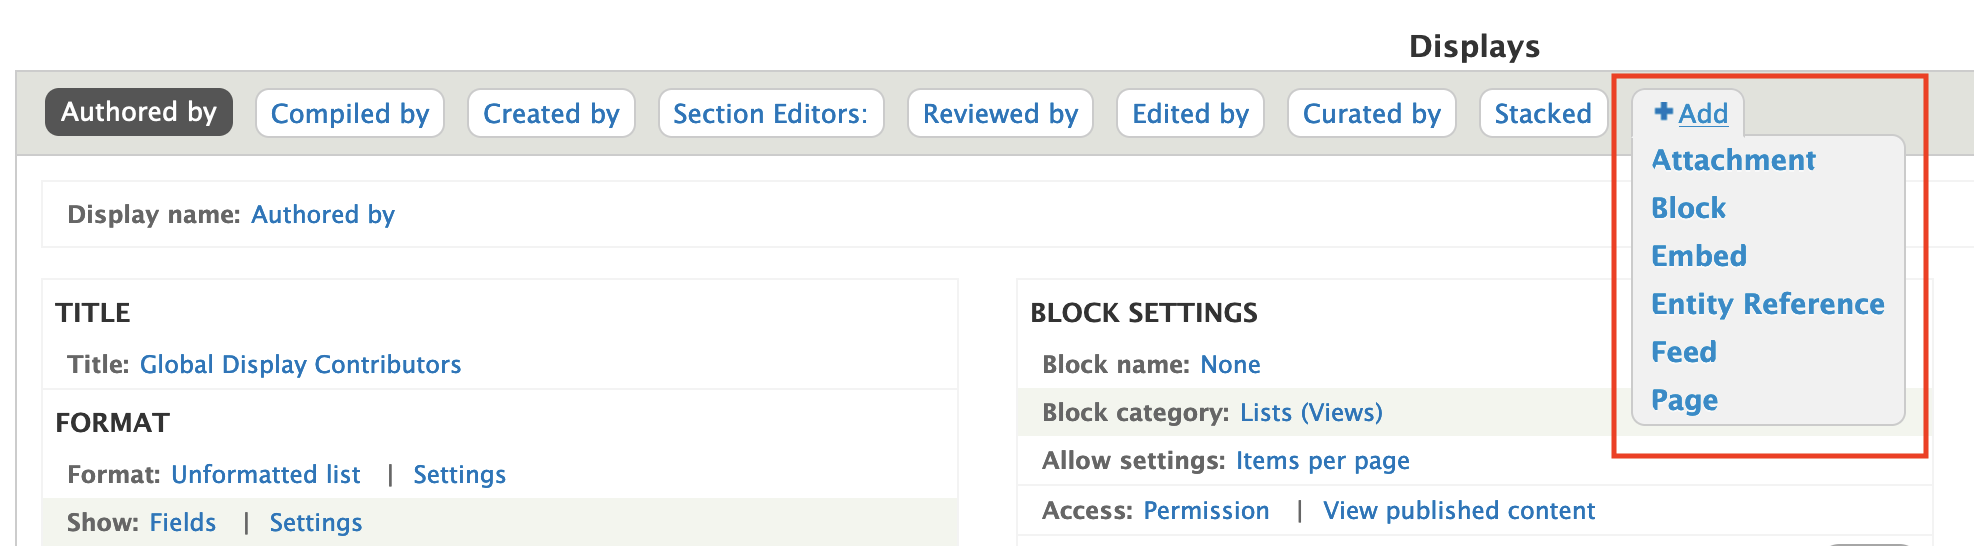 Displays
Authored by
Compiled by
Created by
Section Editors:
Reviewed by
Edited by
Curated by
Stacked
Add
Attachment
Block
Embed
Entity Reference
Feed
Page
Display name: Authored by
TITLE
Title: Global Display Contributors
FORMAT
Format: Unformatted list | Settings
Show: Fields | Settings
BLOCK SETTINGS
Block name: None
Block category: Lists (Views)
Allow settings: Items per page
Access: Permission | View published content